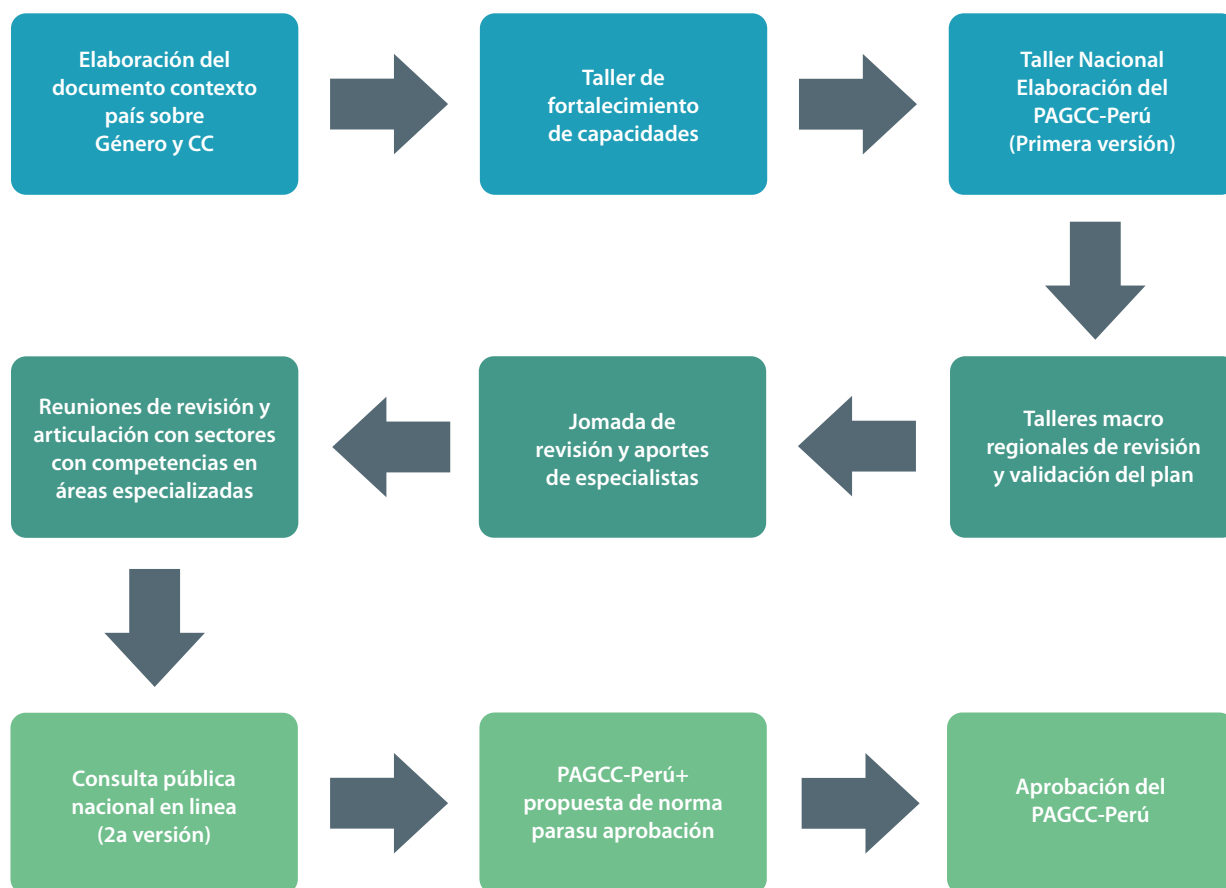 Elaboración del
documento contexto
país sobre
Género y CC
Taller de
fortalecimiento
de capacidades
Taller Nacional
Elaboración del
PAGCC-Perú
(Primera versión)
Talleres macro
regionales de revisión
y validación del plan
Jomada de
revisión y aportes
de especialistas
Reuniones de revisión y
articulación con sectores
con competencias en
áreas especializadas
Consulta pública
nacional en linea
(2a versión)
PAGCC-Perú+
propuesta de norma
parasu aprobación
Aprobación del
PAGCC-Perú